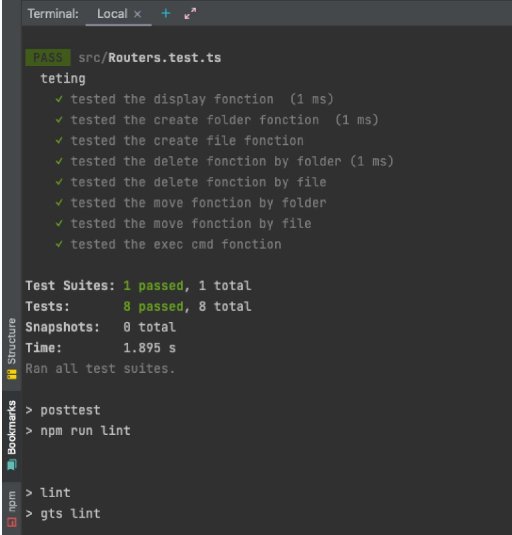 Terminal: Local × +
PASS src/Routers.test.ts
teting
✓ tested the display fonction (1 ms)
✓ tested the create folder fonction (1 ms)
✓ tested the create file fonction
✓ tested the delete fonction by folder (1 ms)
✓ tested the delete fonction by file
✓ tested the move fonction by folder
✓ tested the move fonction by file
✓ tested the exec cmd fonction
Test Suites: 1 passed, 1 total
Tests: 8 passed, 8 total
Snapshots: 0 total
Time: 1.895 s
Ran all test suites.
> posttest
> npm run lint
> lint
> gts lint
Structure
Bookmarks
npm